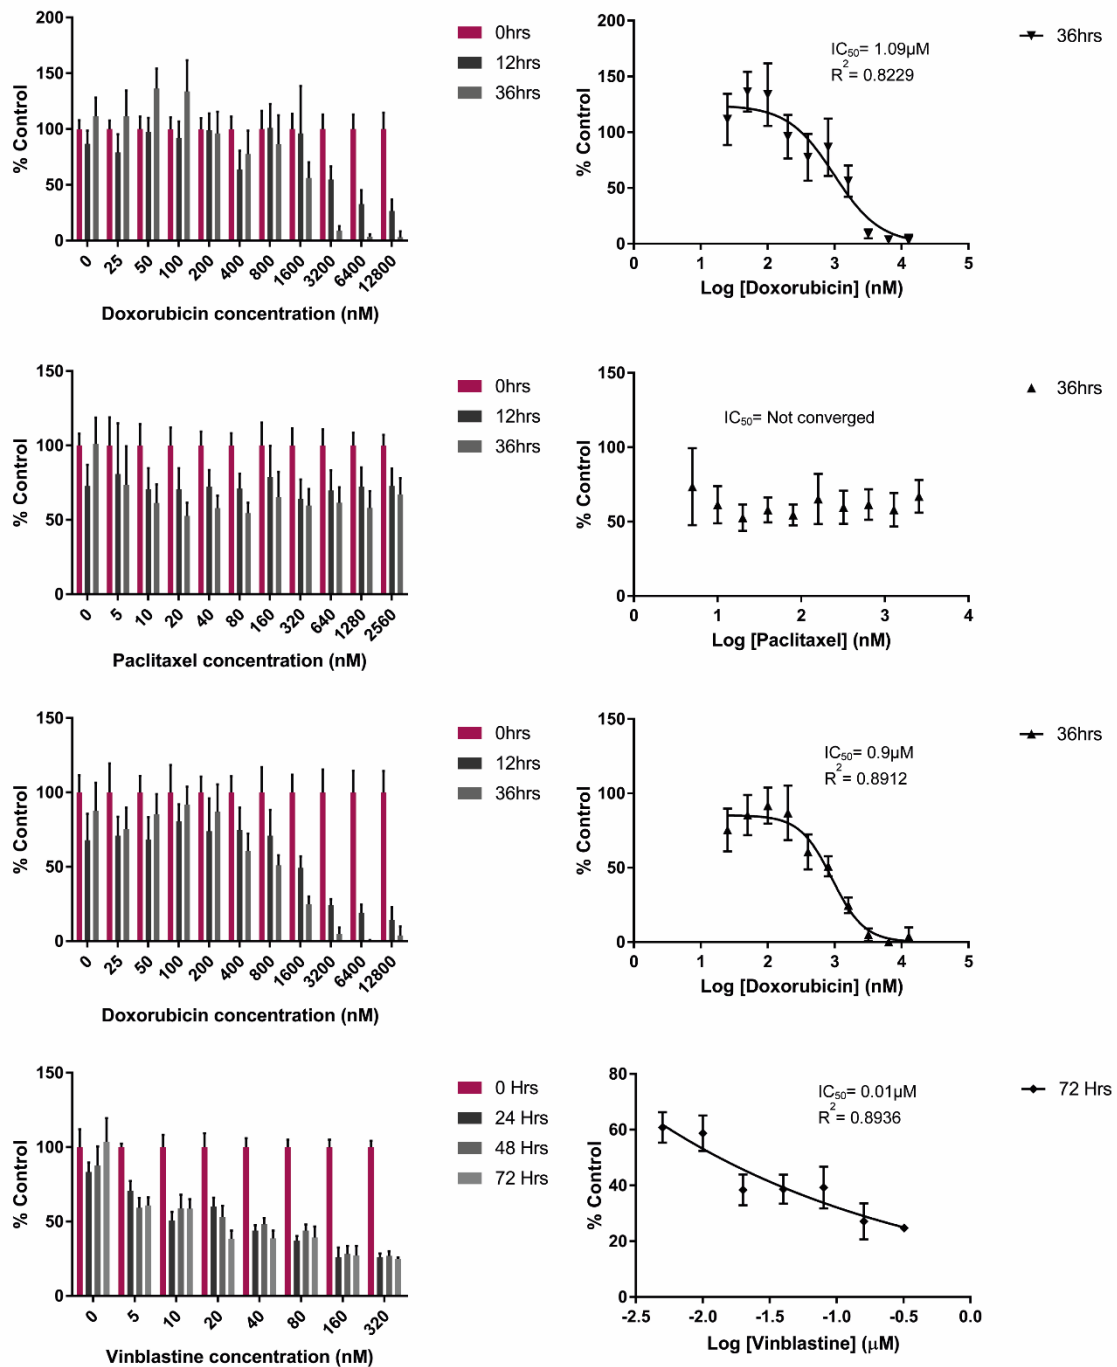 200
150
100
50
0
% Control
0
25
50
100
200
400
800
1600
3200
6400
12800
Doxorubicin concentration (nM)
0hrs
12hrs
36hrs
200
150
100
50
0
% Control
0
1
2
3
4
5
Log [Doxorubicin] (nM)
IC50= 1.09µM
R2 = 0.8229
36hrs
150
100
50
0
% Control
0
5
10
20
40
80
160
320
640
1280
2560
Paclitaxel concentration (nM)
0hrs
12hrs
36hrs
150
100
50
0
% Control
0
1
2
3
4
Log [Paclitaxel] (nM)
IC50= Not converged
36hrs
150
100
50
0
% Control
0
25
50
100
200
400
800
1600
3200
6400
12800
Doxorubicin concentration (nM)
0hrs
12hrs
36hrs
150
100
50
0
% Control
0
1
2
3
4
5
Log [Doxorubicin] (nM)
IC50= 0.9µM
R2 = 0.8912
36hrs
150
100
50
0
% Control
0
5
10
20
40
80
160
320
Vinblastine concentration (nM)
0 Hrs
24 Hrs
48 Hrs
72 Hrs
80
60
40
20
0
% Control
-2.5
-2.0
-1.5
-1.0
-0.5
0.0
Log [Vinblastine] (µM)
IC50= 0.01µM
R2 = 0.8936
72 Hrs